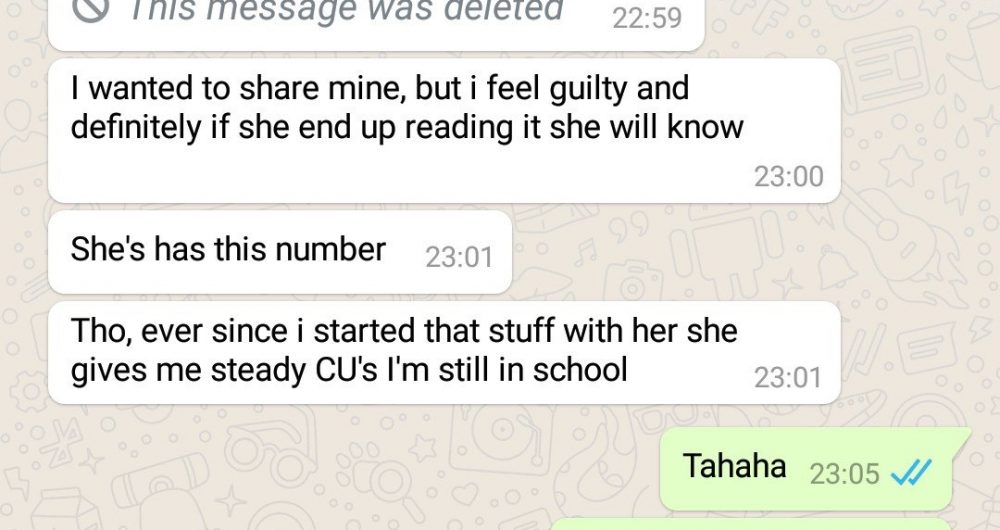 This message was deleted 22:59
I wanted to share mine, but i feel guilty and
definitely if she end up reading it she will know
23:00
She's has this number 23:01
Tho, ever since i started that stuff with her she
gives me steady CU's I'm still in school 23:01
Tahaha 23:05